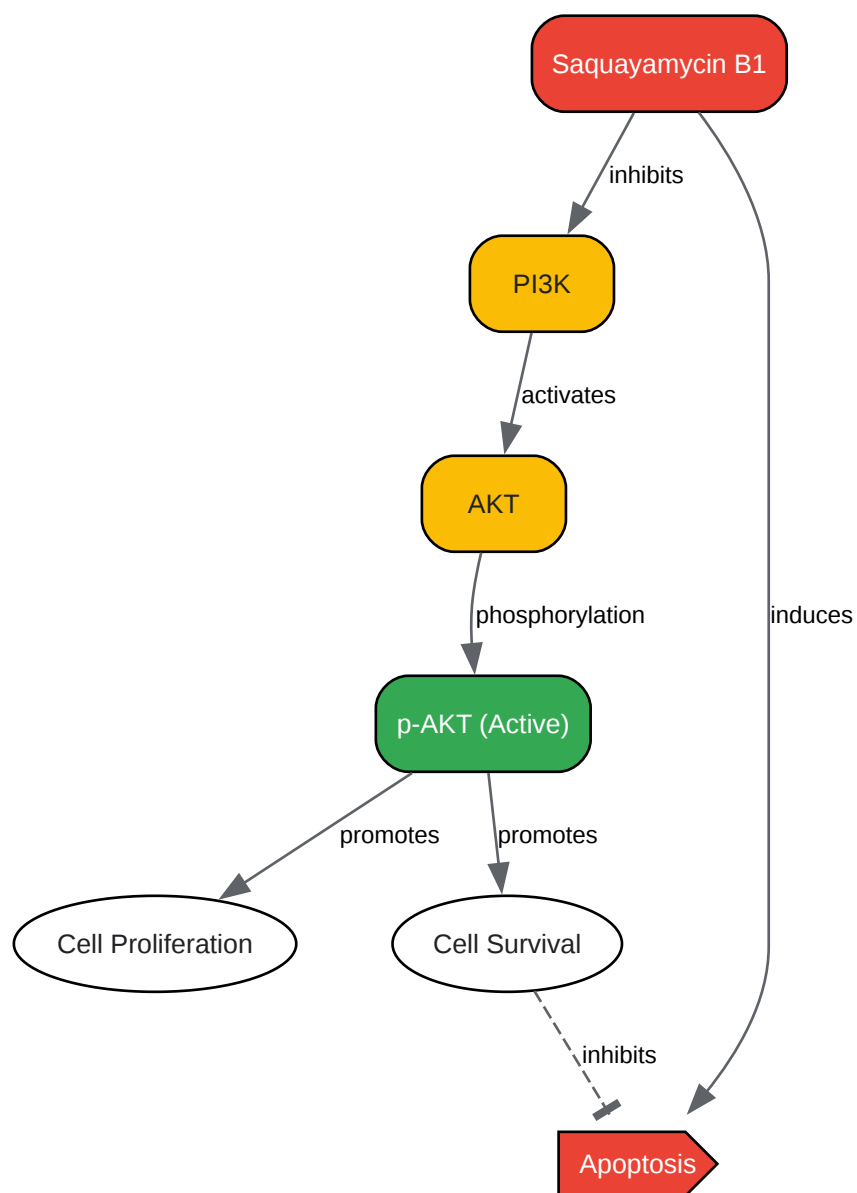 Saquayamycin B1
inhibits
PI3K
activates
AKT
phosphorylation
induces
p-AKT (Active)
promotes
promotes
Cell Proliferation
Cell Survival
inhibits
Apoptosis